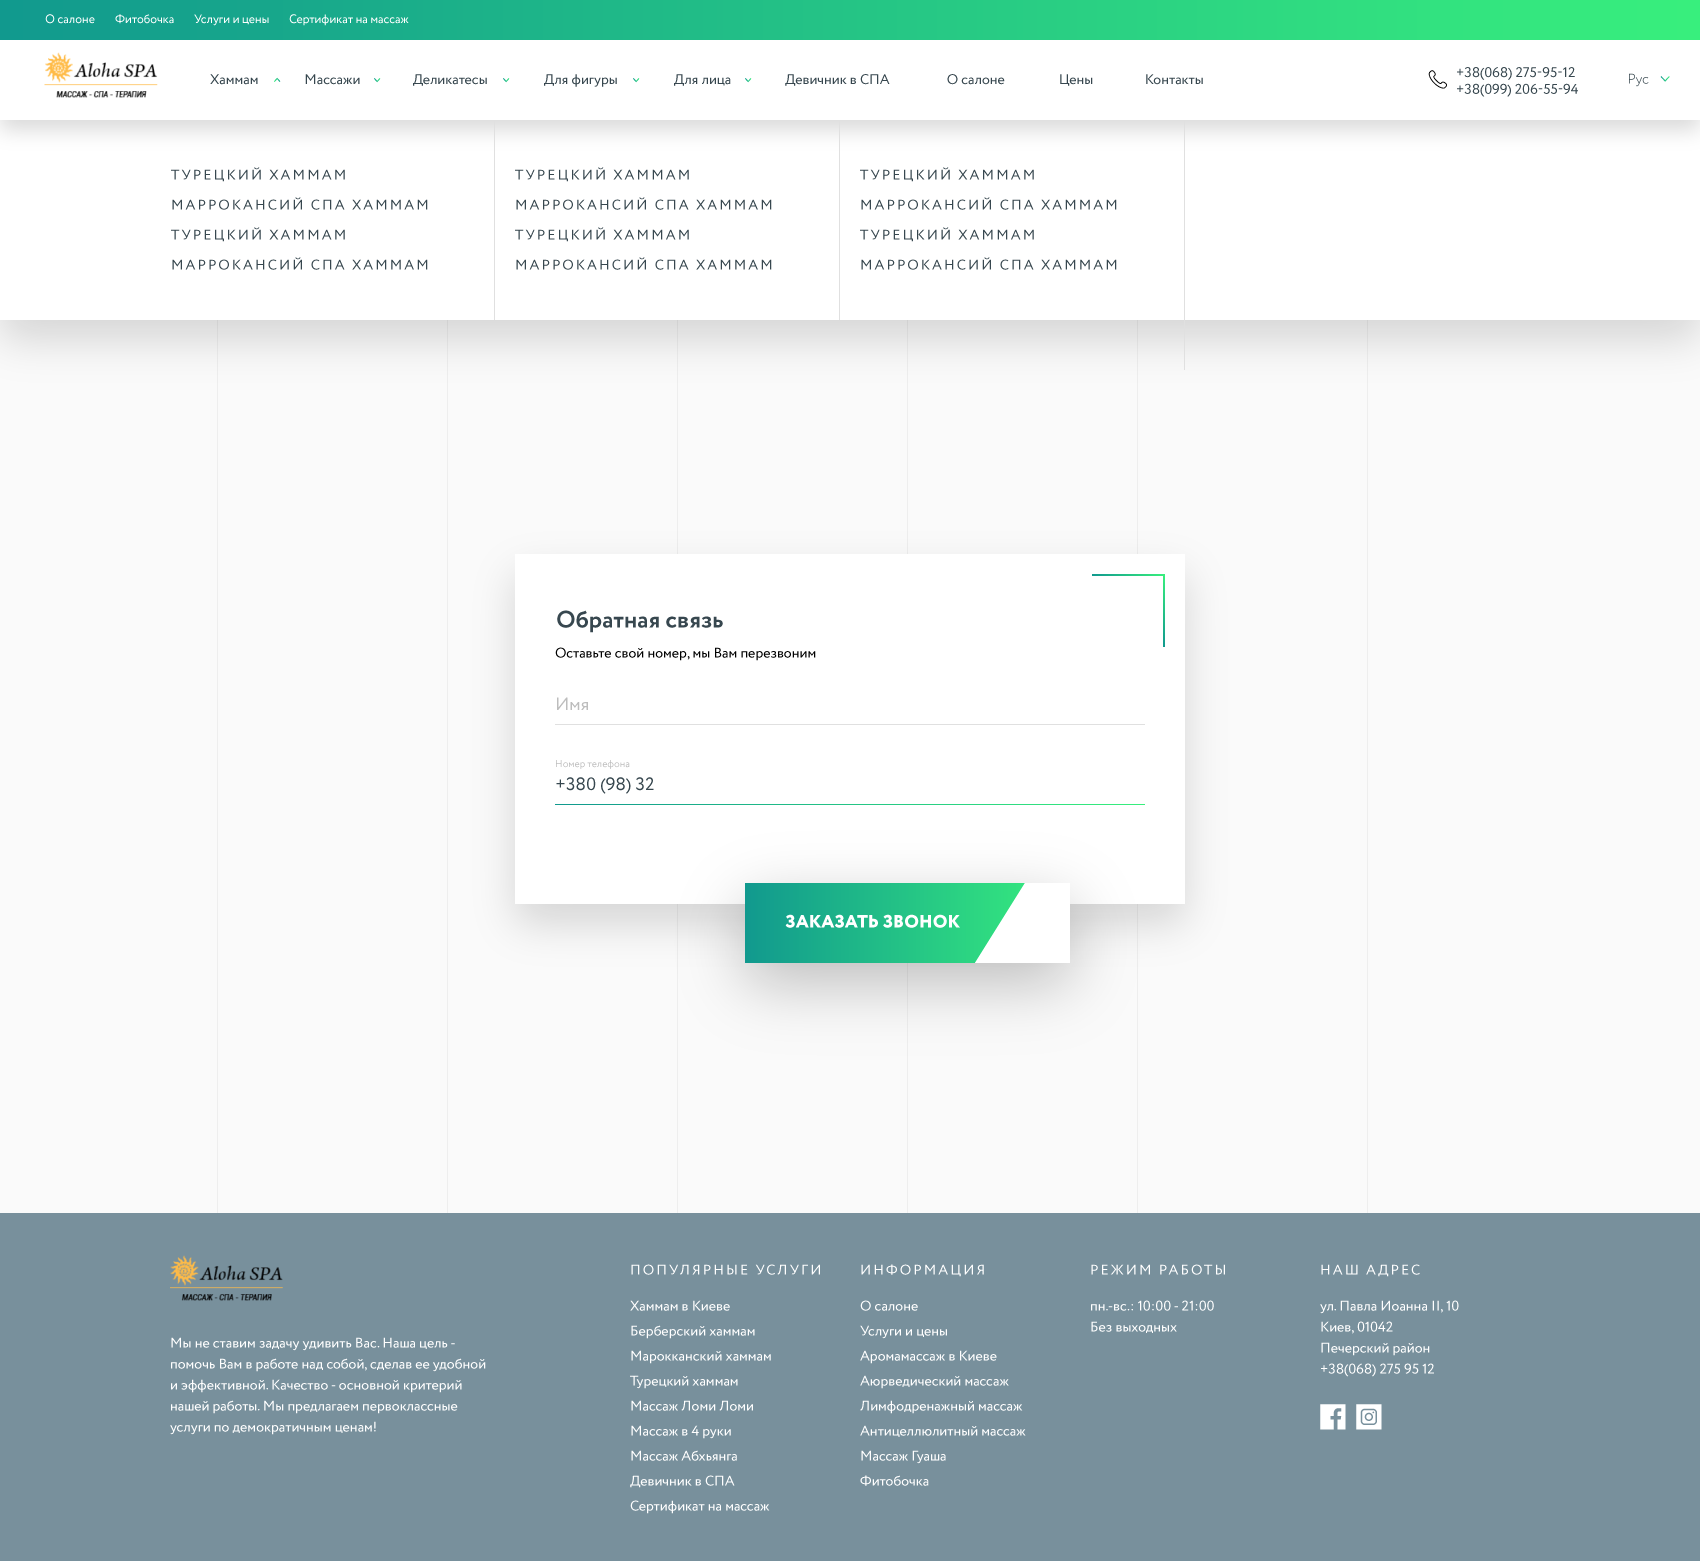 О салоне
Фитобочка
Услуги и цены
Сертификат на массаж
Aloha SPA
МАССАЖ - СПА - ТЕРАПИЯ
Хаммам
Массажи
Деликатесы
Для фигуры
Для лица
Девичник в СПА
О салоне
Цены
Контакты
+38(068) 275-95-12
+38(099) 206-55-94
Рус
ТУРЕЦКИЙ ХАММАМ
МАРРОКАНСИЙ СПА ХАММАМ
ТУРЕЦКИЙ ХАММАМ
МАРРОКАНСИЙ СПА ХАММАМ
ТУРЕЦКИЙ ХАММАМ
МАРРОКАНСИЙ СПА ХАММАМ
ТУРЕЦКИЙ ХАММАМ
МАРРОКАНСИЙ СПА ХАММАМ
ТУРЕЦКИЙ ХАММАМ
МАРРОКАНСИЙ СПА ХАММАМ
ТУРЕЦКИЙ ХАММАМ
МАРРОКАНСИЙ СПА ХАММАМ
Обратная связь
Оставьте свой номер, мы Вам перезвоним
Имя
Номер телефона
+380 (98) 32
ЗАКАЗАТЬ ЗВОНОК
Aloha SPA
МАССАЖ - СПА - ТЕРАПИЯ
Мы не ставим задачу удивить Вас. Наша цель -
помочь Вам в работе над собой, сделав ее удобной
и эффективной. Качество - основной критерий
нашей работы. Мы предлагаем первоклассные
услуги по демократичным ценам!
ПОПУЛЯРНЫЕ УСЛУГИ
Хаммам в Киеве
Берберский хаммам
Марокканский хаммам
Турецкий хаммам
Массаж Ломи Ломи
Массаж в 4 руки
Массаж Абхьянга
Девичник в СПА
Сертификат на массаж
ИНФОРМАЦИЯ
О салоне
Услуги и цены
Аромамассаж в Киеве
Аюрведический массаж
Лимфодренажный массаж
Антицеллюлитный массаж
Массаж Гуаша
Фитобочка
РЕЖИМ РАБОТЫ
пн.-вс.: 10:00 - 21:00
Без выходных
НАШ АДРЕС
ул. Павла Иоанна II, 10
Киев, 01042
Печерский район
+38(068) 275 95 12